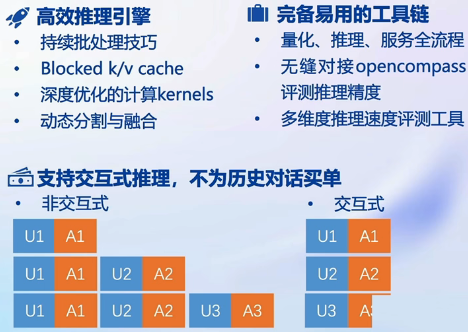 高效推理引擎
• 持续批处理技巧
• Blocked k/v cache
• 深度优化的计算kernels
• 动态分割与融合
完备易用的工具链
• 量化、推理、服务全流程
• 无缝对接opencompass
评测推理精度
• 多维度推理速度评测工具
支持交互式推理，不为历史对话买单
• 非交互式
U1 A1
U1 A1 U2 A2
U1 A1 U2 A2 U3 A3
• 交互式
U1 A1
U2 A2
U3 A3